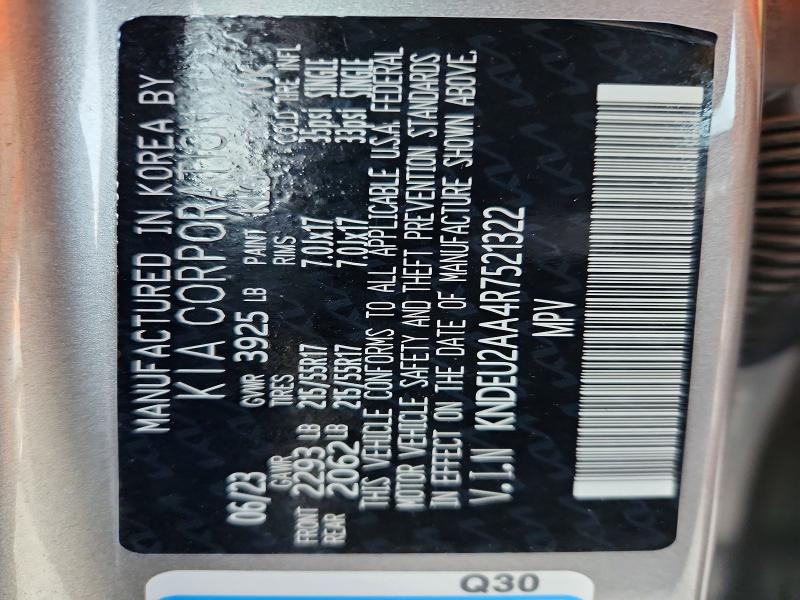 MANUFACTURED IN KOREA BY
KIA CORPORATION
06/23 GVWR 3925 LB PAINT
GAWR TIRES RIMS COLD TIRE INFL
FRONT 2293 LB 215/55R17 7.0Jx17 35psi SINGLE
REAR 2062 LB 215/55R17 7.0Jx17 33psi SINGLE
THIS VEHICLE CONFORMS TO ALL APPLICABLE U.S.A. FEDERAL
MOTOR VEHICLE SAFETY AND THEFT PREVENTION STANDARDS
IN EFFECT ON THE DATE OF MANUFACTURE SHOWN ABOVE.
V.I.N KNDEU2AA4R7521322
MPV
Q30